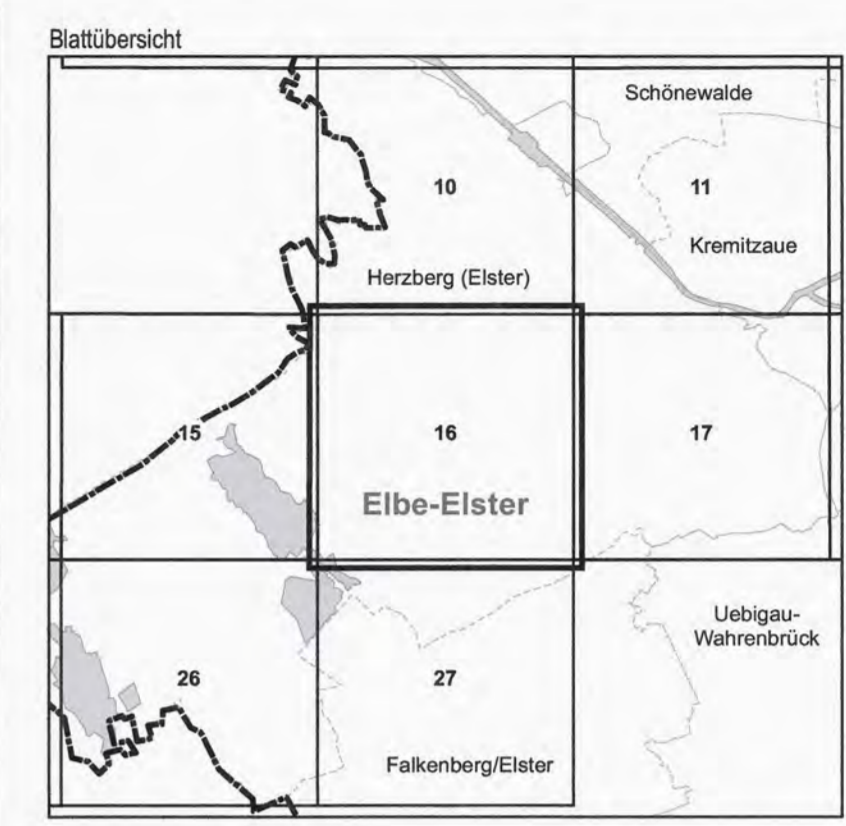 Blattübersicht
Schönewalde
10
11
Kremitzaue
Herzberg (Elster)
15
16
17
Elbe-Elster
Uebigau-
Wahrenbrück
26
27
Falkenberg/Elster